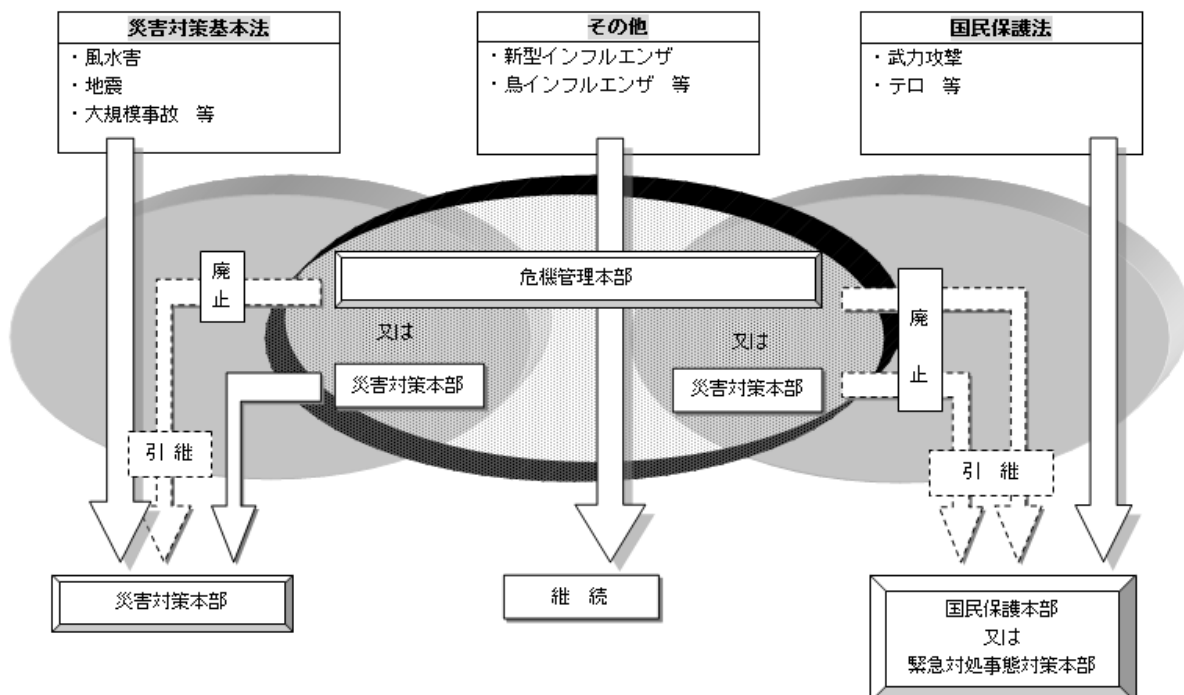 災害対策基本法
・風水害
・地震
・大規模事故　等
その他
・新型インフルエンザ
・鳥インフルエンザ　等
国民保護法
・武力攻撃
・テロ　等
廃
止
危機管理本部
廃
止
又は
又は
災害対策本部
災害対策本部
引 継
引　継
災害対策本部
継　続
国民保護本部
又は
緊急対処事態対策本部